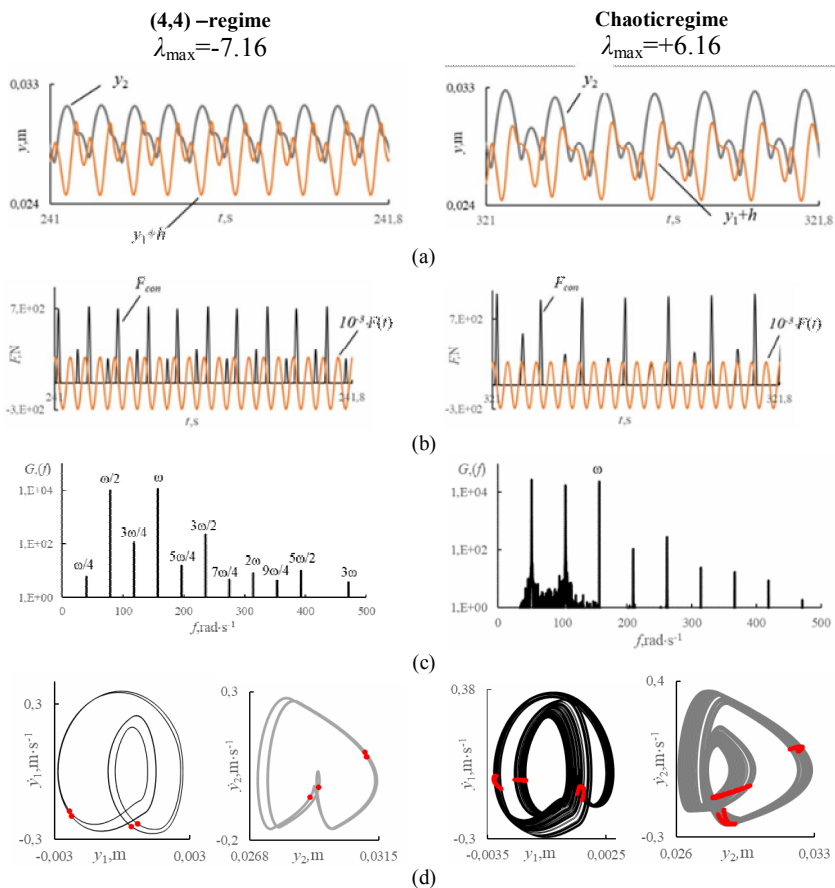 (4,4) –regime
λmax=-7.16
Chaoticregime
λmax=+6.16
0,033
y2
y,m
0,024
241
t,s
241,8
y1+h
0,033
y2
y,m
0,024
321
t,s
321,8
y1+h
(a)
Fcon
7,E+02
10⁻³·F(t)
F,N
-3,E+02
241
t,s
241,8
Fcon
7,E+02
10⁻³·F(t)
F,N
-3,E+02
321
t,s
321,8
(b)
G,(f)
1,E+04
1,E+02
1,E+00
ω/4
ω/2
3ω/4
ω
5ω/4
3ω/2
7ω/4
2ω
9ω/4
5ω/2
3ω
0 100 200 300 400 500
f,rad·s⁻¹
G,(f)
1,E+04
1,E+02
1,E+00
ω
0 100 200 300 400 500
f,rad·s⁻¹
(c)
0,3
ẏ1,m·s⁻¹
-0,3
-0,003
y1,m
0,003
0,3
ẏ2,m·s⁻¹
-0,2
0,0268
y2,m
0,0315
0,38
ẏ1,m·s⁻¹
-0,3
-0,0035
y1,m
0,0025
0,4
ẏ2,m·s⁻¹
-0,3
0,026
y2,m
0,033
(d)